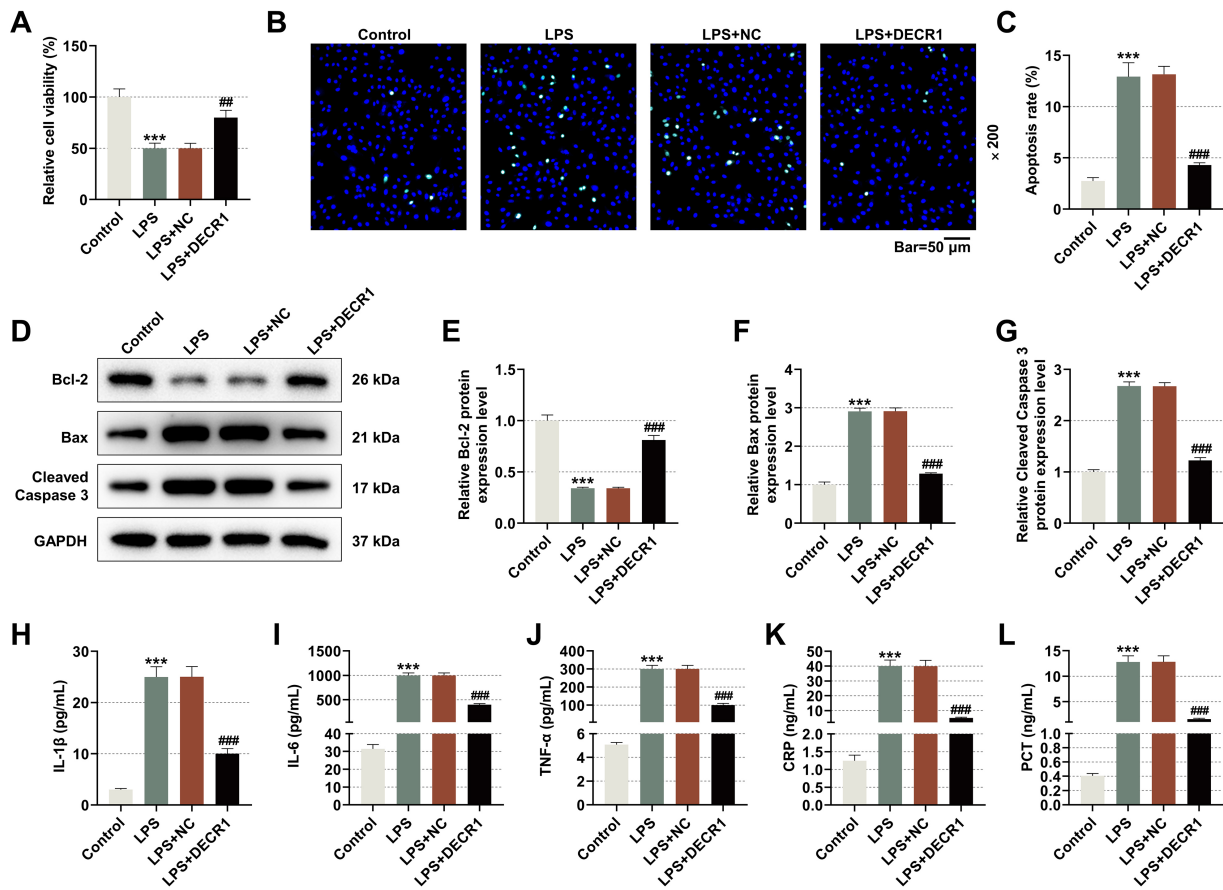 A
Relative cell viability (%)
150
100
50
0
***
##
Control
LPS
LPS+NC
LPS+DECR1
B
Control
LPS
LPS+NC
LPS+DECR1
× 200
Bar=50 µm
C
Apoptosis rate (%)
15
10
5
0
***
###
Control
LPS
LPS+NC
LPS+DECR1
D
Control
LPS
LPS+NC
LPS+DECR1
Bcl-2
26 kDa
Bax
21 kDa
Cleaved
Caspase 3
17 kDa
GAPDH
37 kDa
E
Relative Bcl-2 protein
expression level
1.5
1.0
0.5
0.0
***
###
Control
LPS
LPS+NC
LPS+DECR1
F
Relative Bax protein
expression level
4
3
2
1
0
***
###
Control
LPS
LPS+NC
LPS+DECR1
G
Relative Cleaved Caspase 3
protein expression level
3
2
1
0
***
###
Control
LPS
LPS+NC
LPS+DECR1
H
IL-1β (pg/mL)
30
20
10
0
***
###
Control
LPS
LPS+NC
LPS+DECR1
I
IL-6 (pg/mL)
1000
500
40
30
20
10
0
***
###
Control
LPS
LPS+NC
LPS+DECR1
J
TNF-α (pg/mL)
300
200
100
6
4
2
0
***
###
Control
LPS
LPS+NC
LPS+DECR1
K
CRP (ng/mL)
40
30
20
10
2.0
1.5
1.0
0.5
0.0
***
###
Control
LPS
LPS+NC
LPS+DECR1
L
PCT (ng/mL)
15
10
5
1.0
0.8
0.6
0.4
0.2
0.0
***
###
Control
LPS
LPS+NC
LPS+DECR1